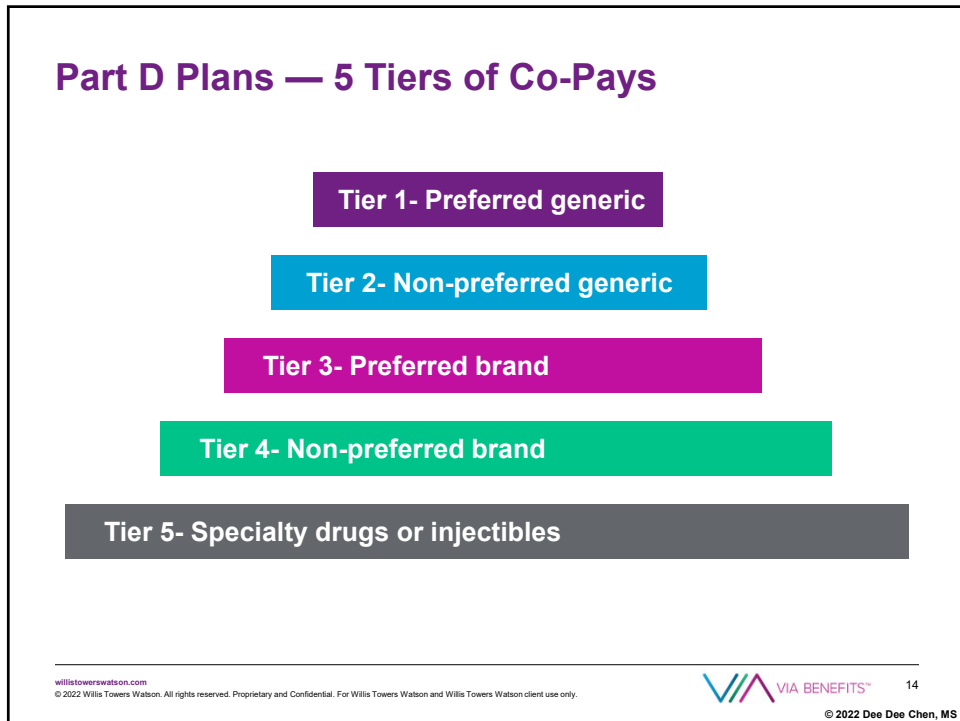 Part D Plans — 5 Tiers of Co-Pays
Tier 1- Preferred generic
Tier 2- Non-preferred generic
Tier 3- Preferred brand
Tier 4- Non-preferred brand
Tier 5- Specialty drugs or injectibles
willistowerswatson.com
© 2022 Willis Towers Watson. All rights reserved. Proprietary and Confidential. For Willis Towers Watson and Willis Towers Watson client use only.
VIA BENEFITS™
14
© 2022 Dee Dee Chen, MS